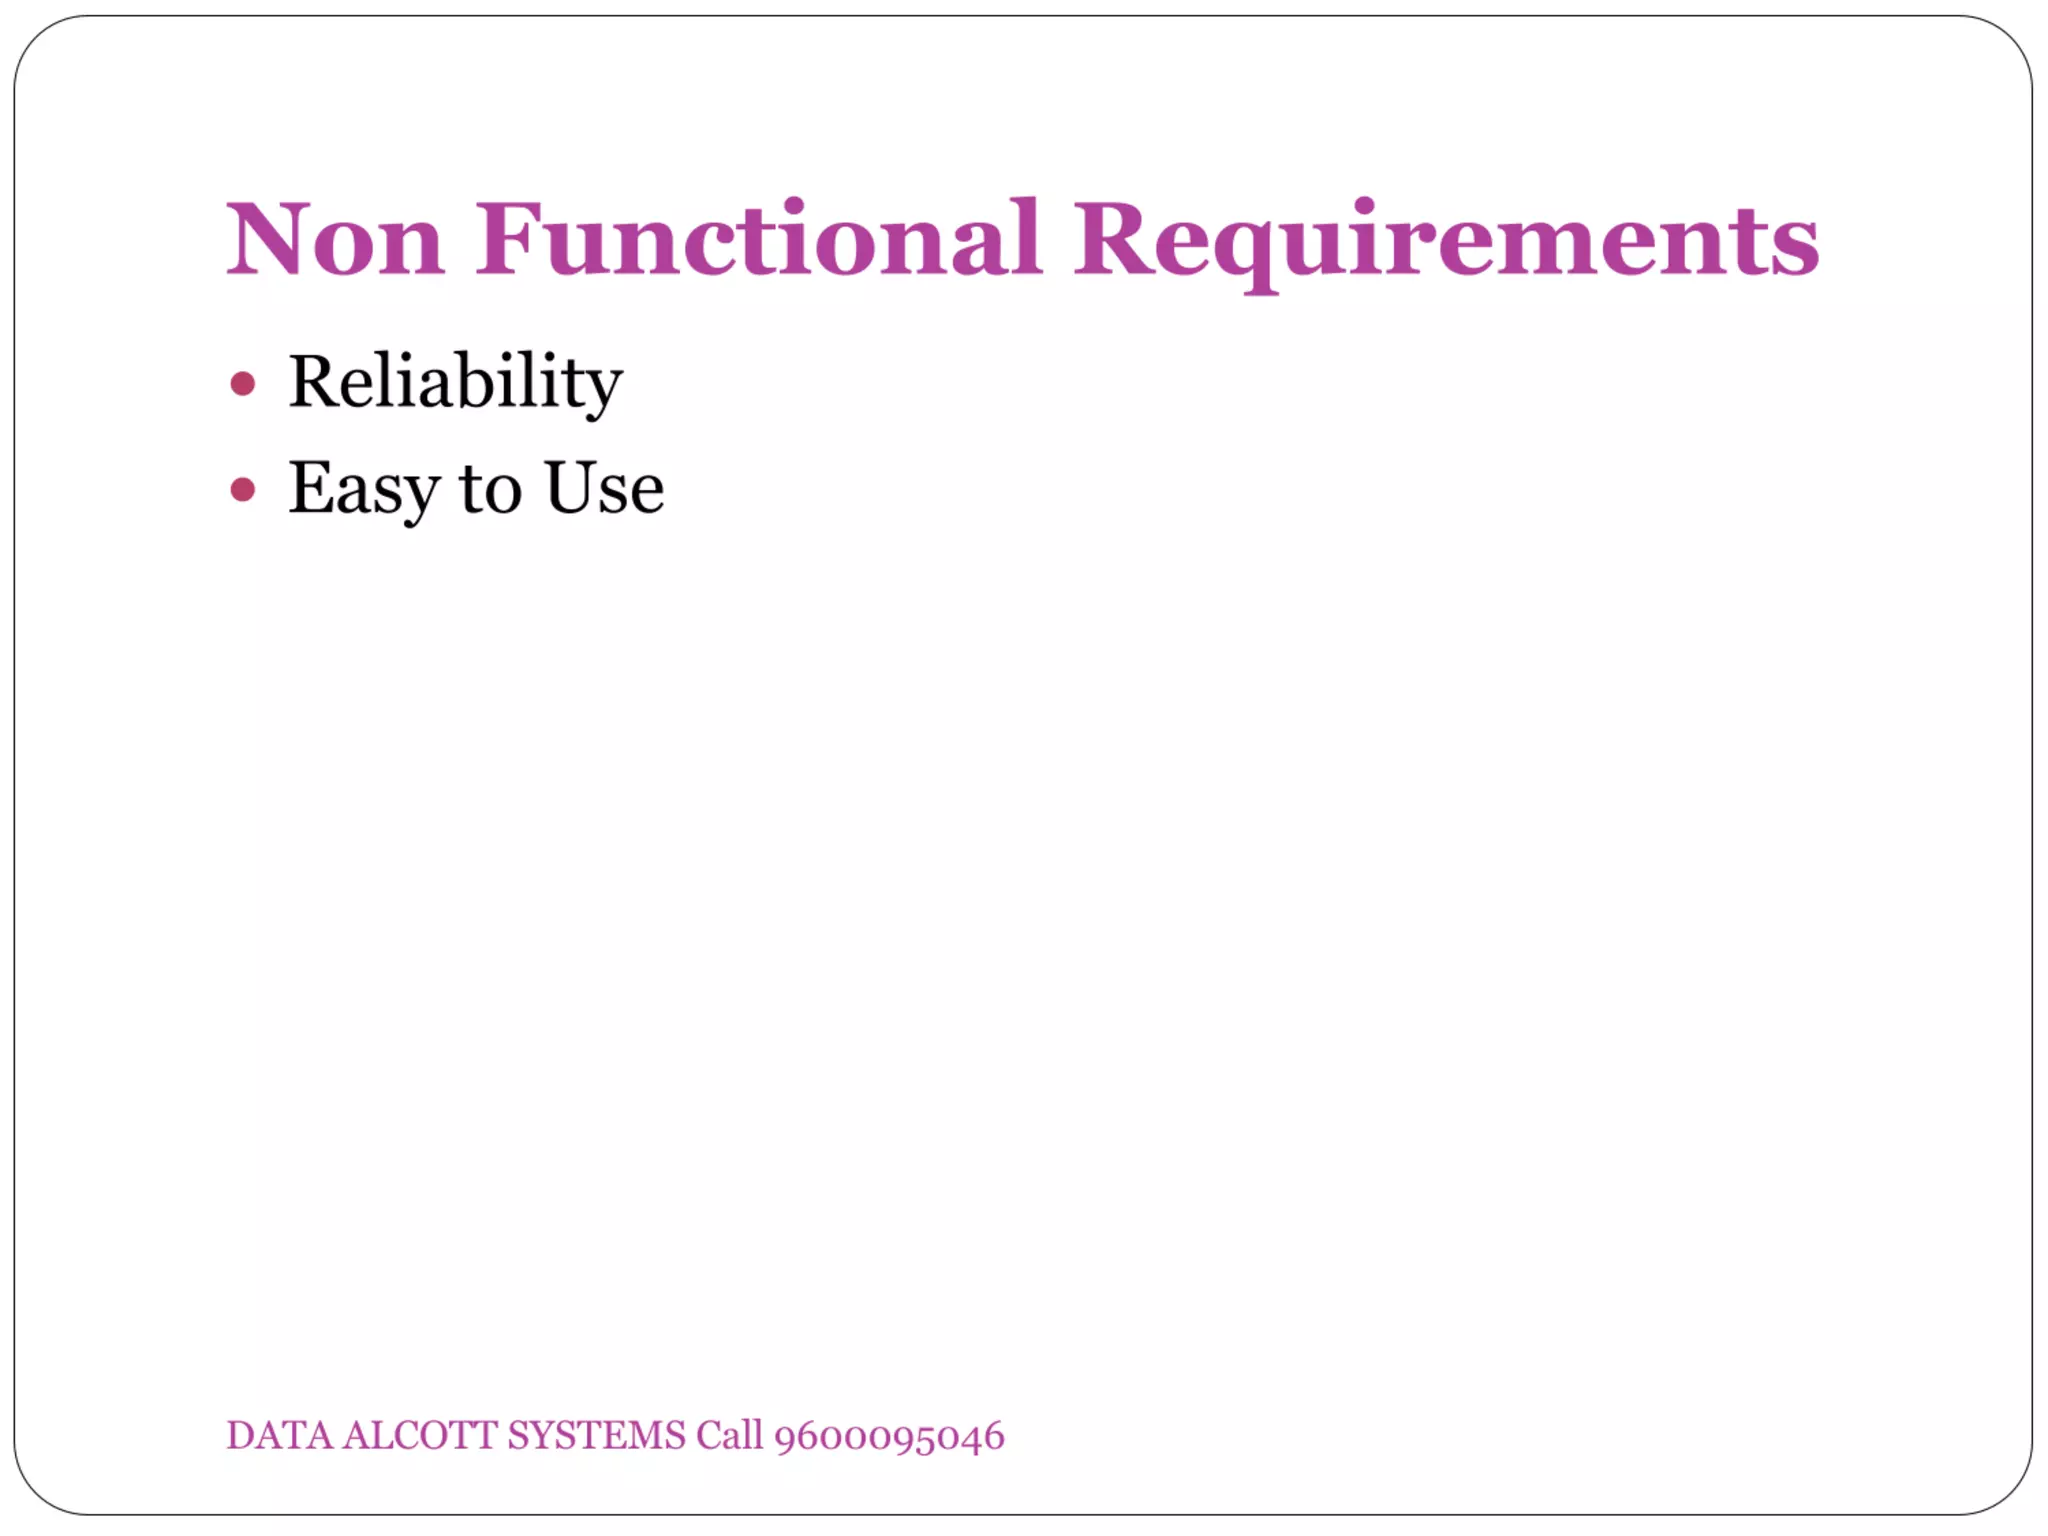 Non Functional Requirements
• Reliability
• Easy to Use
DATA ALCOTT SYSTEMS Call 9600095046